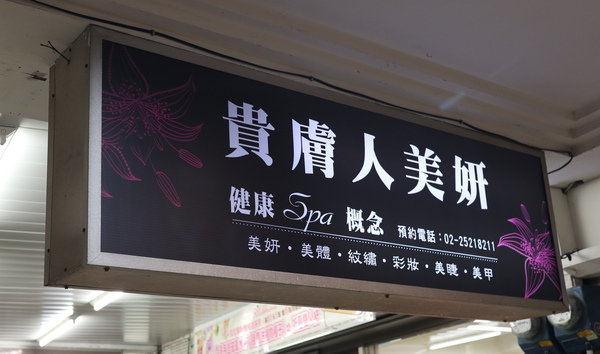 貴膚人美妍
健康 Spa 概念 預約電話：02-25218211
美妍・美體・紋繡・彩妝・美睫・美甲